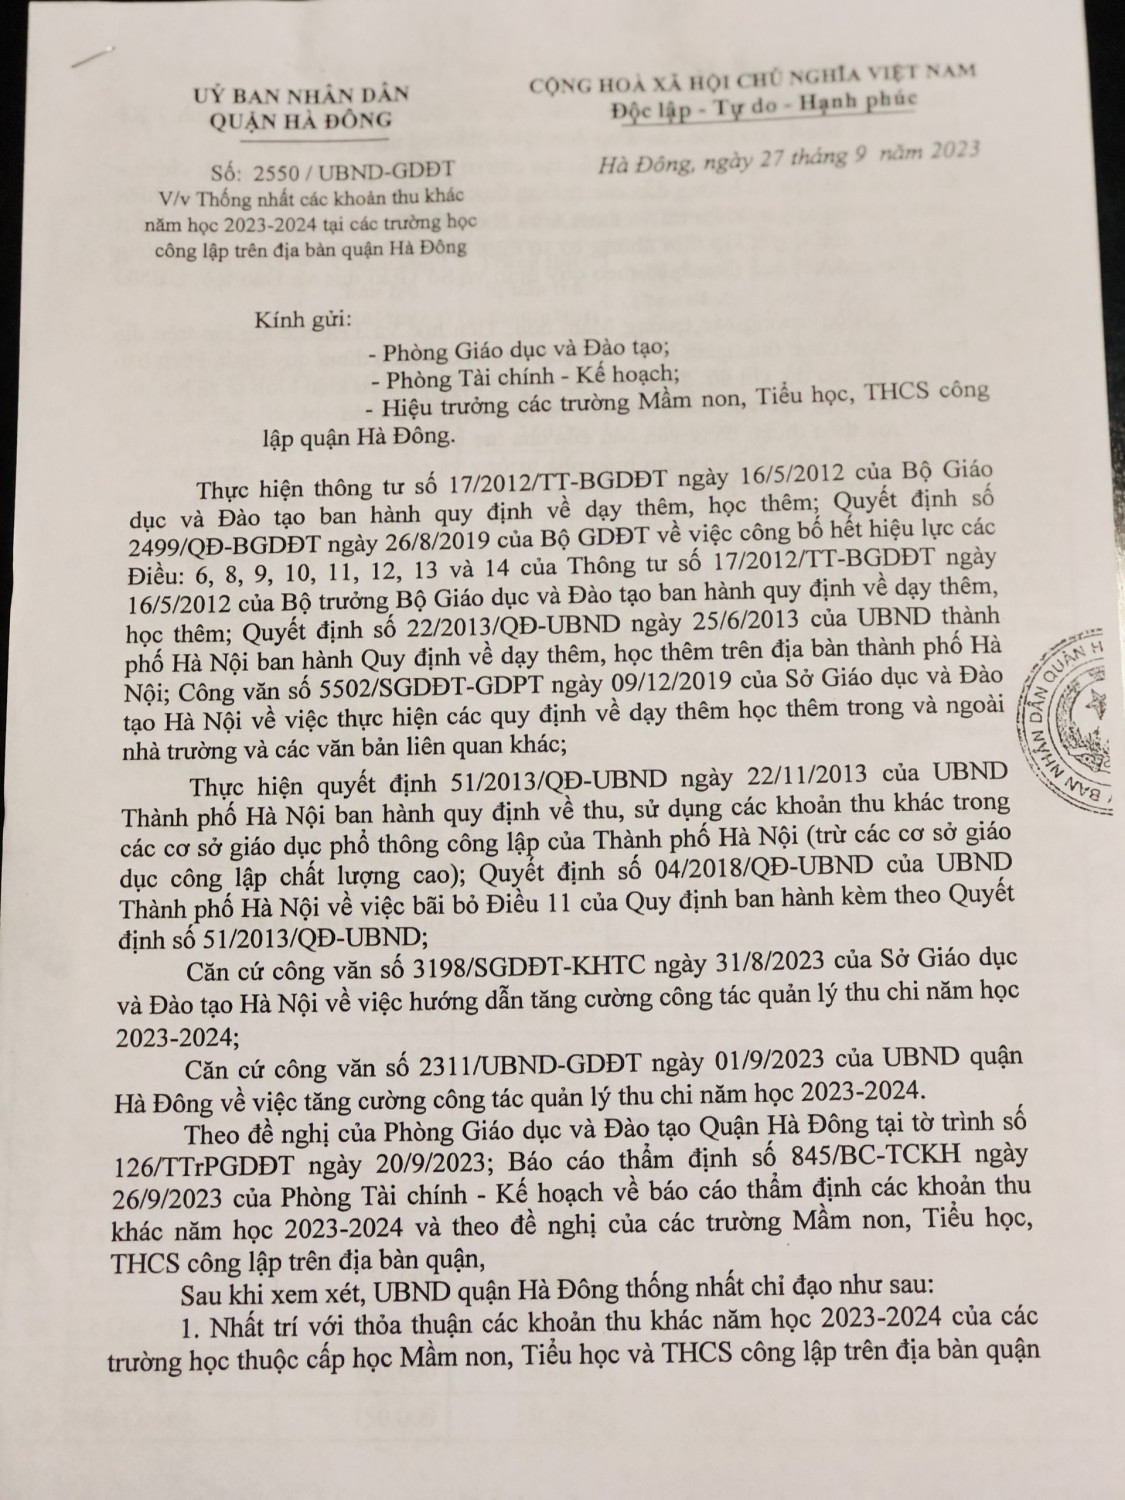 UỶ BAN NHÂN DÂN
QUẬN HÀ ĐÔNG
CỘNG HOÀ XÃ HỘI CHỦ NGHĨA VIỆT NAM
Độc lập - Tự do - Hạnh phúc
Số: 2550 / UBND-GDĐT
V/v Thống nhất các khoản thu khác
năm học 2023-2024 tại các trường học
công lập trên địa bàn quận Hà Đông
Hà Đông, ngày 27 tháng 9 năm 2023
Kính gửi:
- Phòng Giáo dục và Đào tạo;
- Phòng Tài chính - Kế hoạch;
- Hiệu trưởng các trường Mầm non, Tiểu học, THCS công
lập quận Hà Đông.
Thực hiện thông tư số 17/2012/TT-BGDĐT ngày 16/5/2012 của Bộ Giáo
dục và Đào tạo ban hành quy định về dạy thêm, học thêm; Quyết định số
2499/QĐ-BGDĐT ngày 26/8/2019 của Bộ GDĐT về việc công bố hết hiệu lực các
Điều: 6, 8, 9, 10, 11, 12, 13 và 14 của Thông tư số 17/2012/TT-BGDĐT ngày
16/5/2012 của Bộ trưởng Bộ Giáo dục và Đào tạo ban hành quy định về dạy thêm,
học thêm; Quyết định số 22/2013/QĐ-UBND ngày 25/6/2013 của UBND thành
phố Hà Nội ban hành Quy định về dạy thêm, học thêm trên địa bàn thành phố Hà
Nội; Công văn số 5502/SGDĐT-GDPT ngày 09/12/2019 của Sở Giáo dục và Đào
tạo Hà Nội về việc thực hiện các quy định về dạy thêm học thêm trong và ngoài
nhà trường và các văn bản liên quan khác;
Thực hiện quyết định 51/2013/QĐ-UBND ngày 22/11/2013 của UBND
Thành phố Hà Nội ban hành quy định về thu, sử dụng các khoản thu khác trong
các cơ sở giáo dục phổ thông công lập của Thành phố Hà Nội (trừ các cơ sở giáo
dục công lập chất lượng cao); Quyết định số 04/2018/QĐ-UBND của UBND
Thành phố Hà Nội về việc bãi bỏ Điều 11 của Quy định ban hành kèm theo Quyết
định số 51/2013/QĐ-UBND;
Căn cứ công văn số 3198/SGDĐT-KHTC ngày 31/8/2023 của Sở Giáo dục
và Đào tạo Hà Nội về việc hướng dẫn tăng cường công tác quản lý thu chi năm học
2023-2024;
Căn cứ công văn số 2311/UBND-GDĐT ngày 01/9/2023 của UBND quận
Hà Đông về việc tăng cường công tác quản lý thu chi năm học 2023-2024.
Theo đề nghị của Phòng Giáo dục và Đào tạo Quận Hà Đông tại tờ trình số
126/TTrPGDĐT ngày 20/9/2023; Báo cáo thẩm định số 845/BC-TCKH ngày
26/9/2023 của Phòng Tài chính - Kế hoạch về báo cáo thẩm định các khoản thu
khác năm học 2023-2024 và theo đề nghị của các trường Mầm non, Tiểu học,
THCS công lập trên địa bàn quận,
Sau khi xem xét, UBND quận Hà Đông thống nhất chỉ đạo như sau:
1. Nhất trí với thỏa thuận các khoản thu khác năm học 2023-2024 của các
trường học thuộc cấp học Mầm non, Tiểu học và THCS công lập trên địa bàn quận
BAN NHÂN DÂN QUẬN H